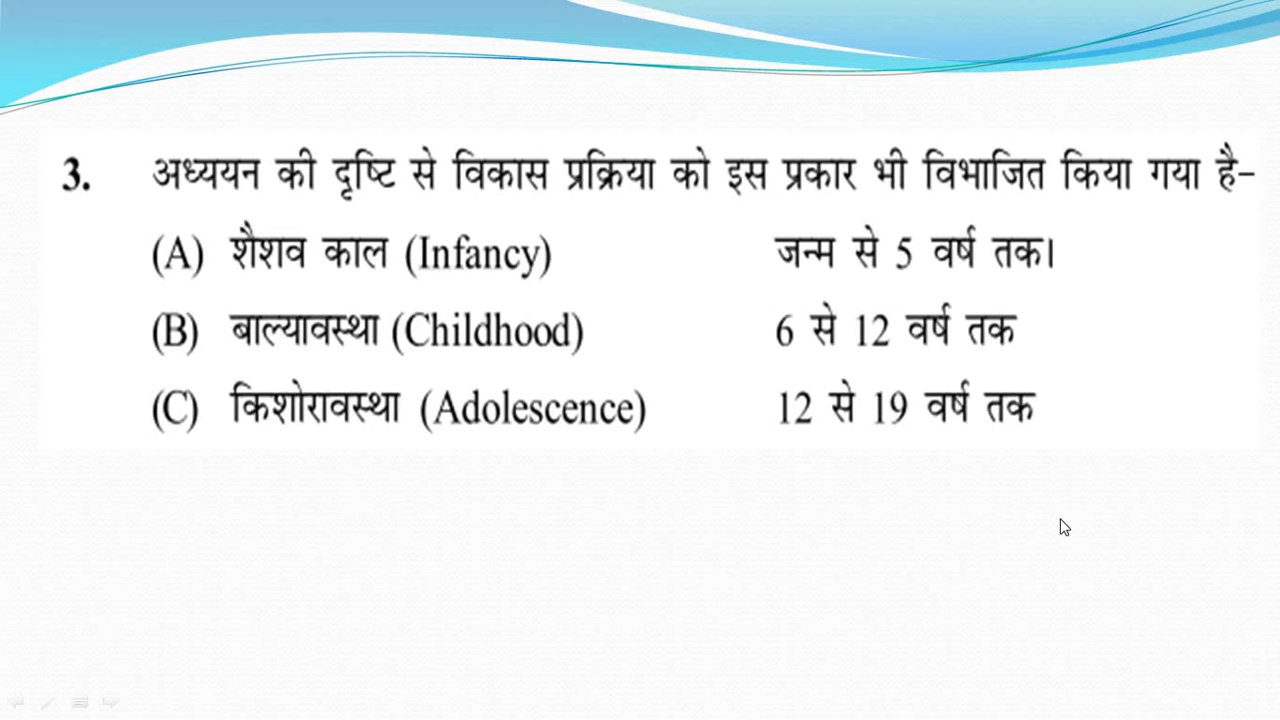 3. अध्ययन की दृष्टि से विकास प्रक्रिया को इस प्रकार भी विभाजित किया गया है–
(A) शैशव काल (Infancy) जन्म से 5 वर्ष तक।
(B) बाल्यावस्था (Childhood) 6 से 12 वर्ष तक
(C) किशोरावस्था (Adolescence) 12 से 19 वर्ष तक